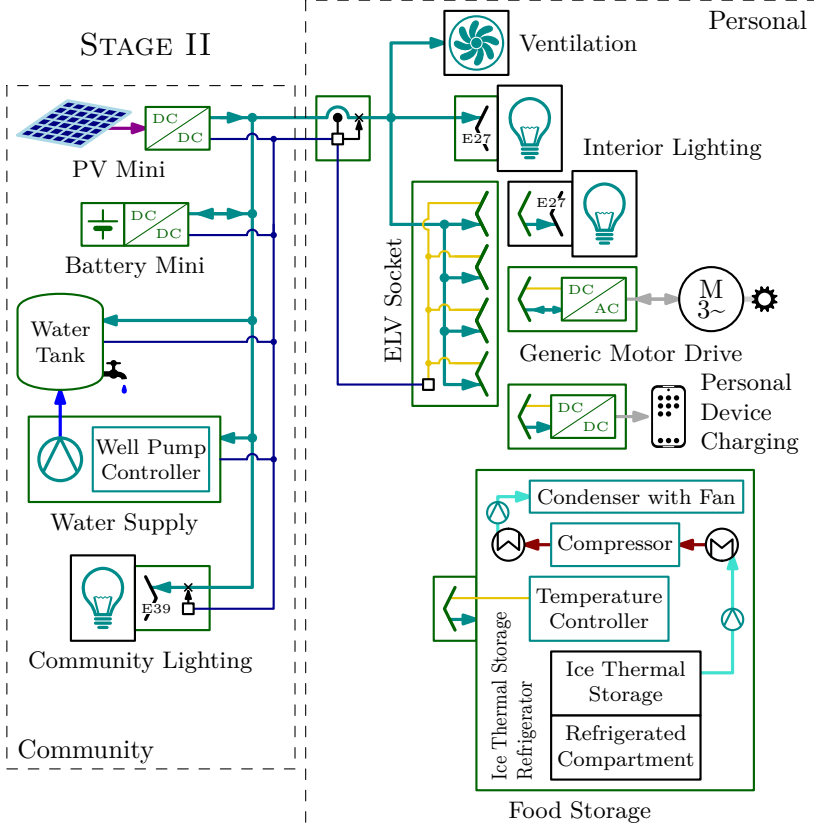 STAGE II
Personal
Ventilation
DC
DC
PV Mini
E27
Interior Lighting
E27
DC
DC
Battery Mini
ELV Socket
DC
AC
M
3~
Generic Motor Drive
Water
Tank
DC
DC
Personal
Device
Charging
Well Pump
Controller
Water Supply
Condenser with Fan
Compressor
Temperature
Controller
E39
Community Lighting
Ice Thermal Storage
Refrigerator
Ice Thermal
Storage
Refrigerated
Compartment
Community
Food Storage